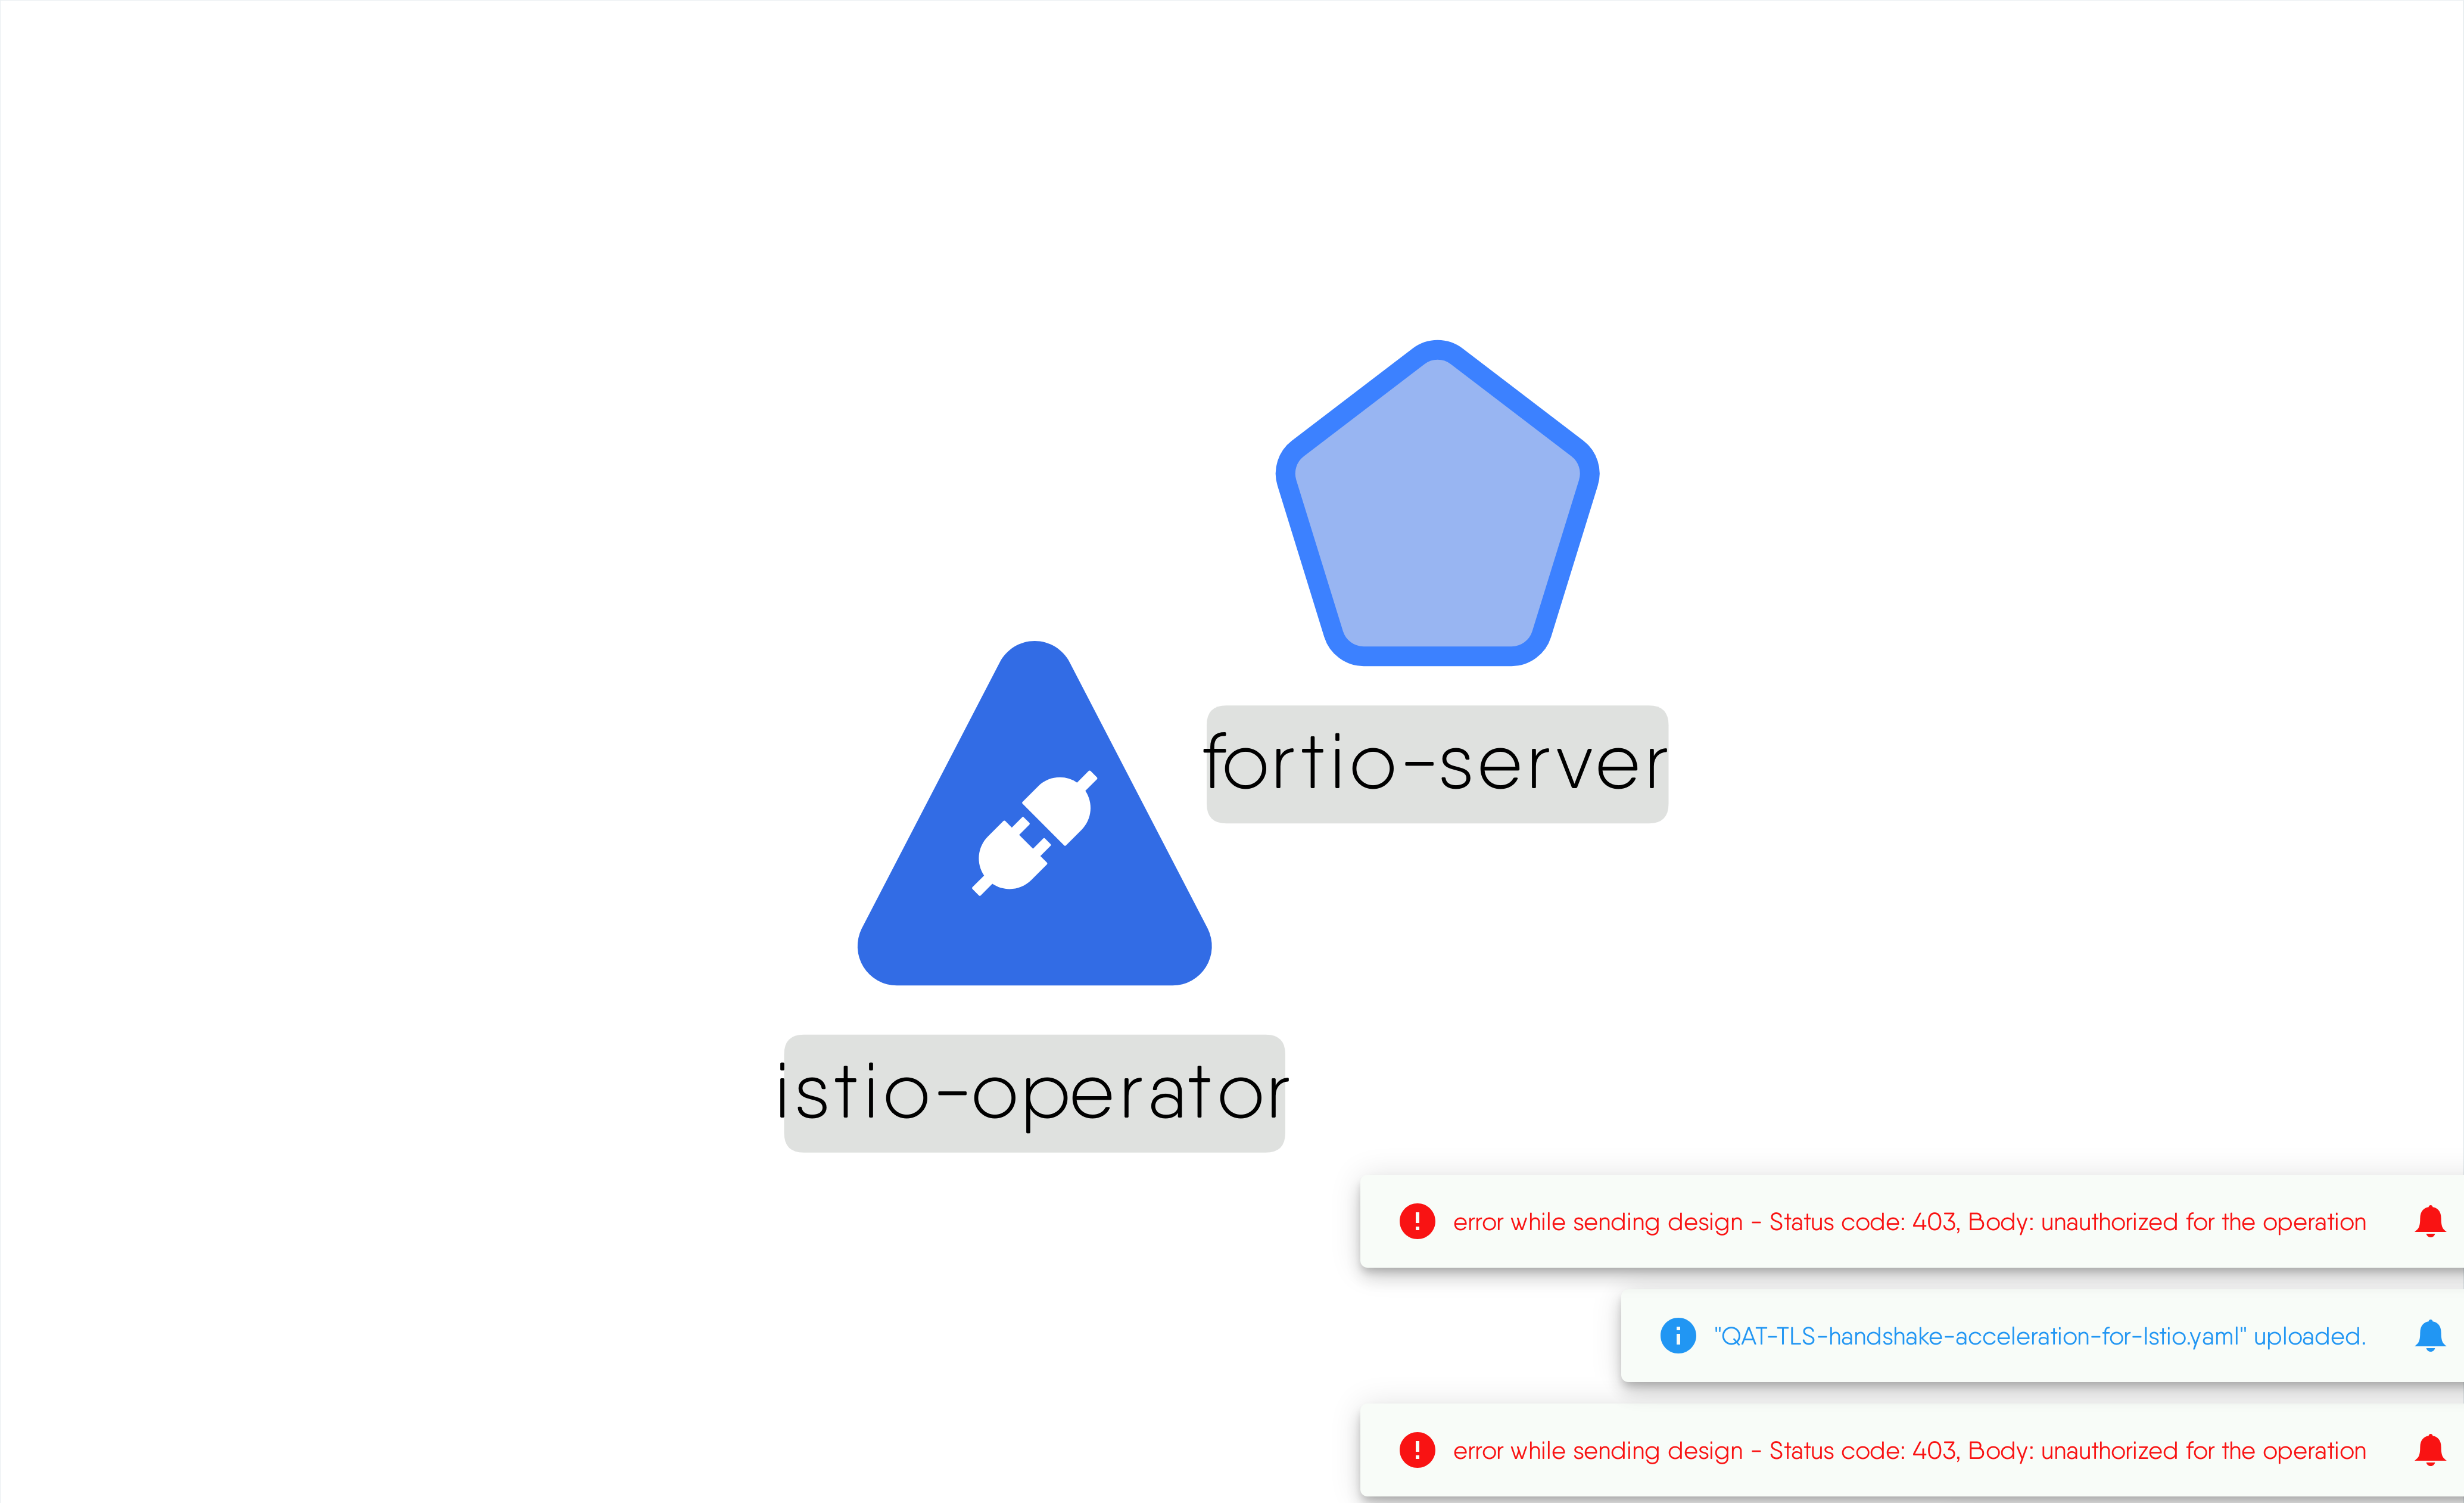 fortio-server
istio-operator
error while sending design - Status code: 403, Body: unauthorized for the operation
"QAT-TLS-handshake-acceleration-for-Istio.yaml" uploaded.
error while sending design - Status code: 403, Body: unauthorized for the operation